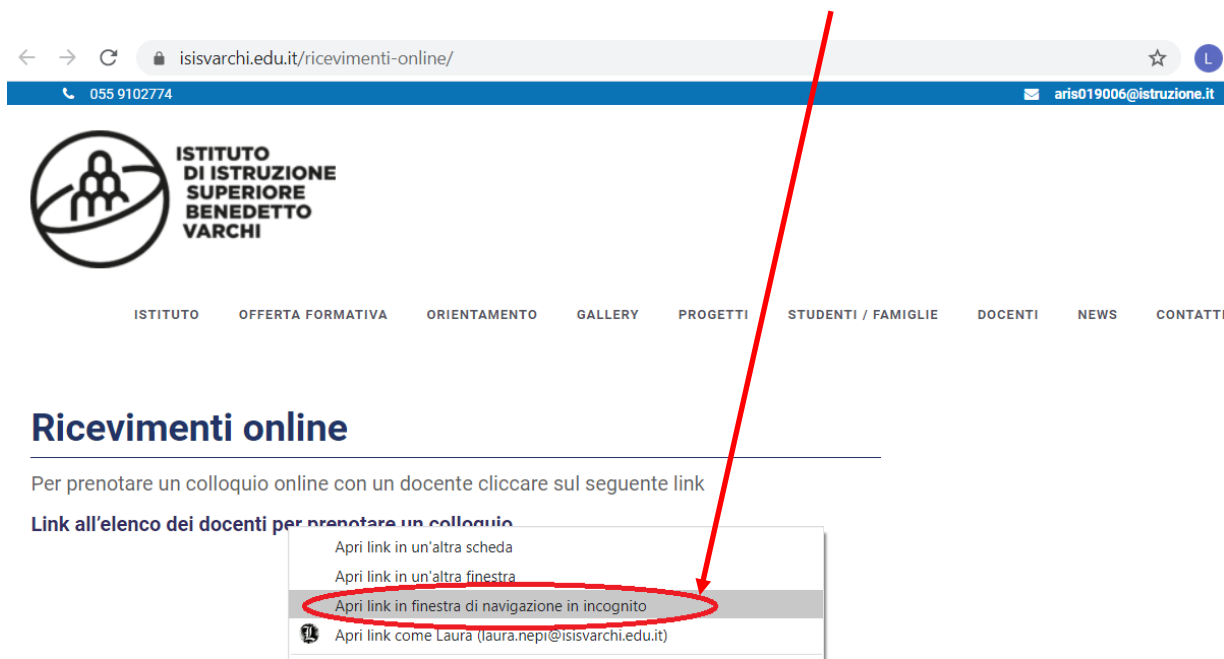 isisvarchi.edu.it/ricevimenti-online/
L
055 9102774
aris019006@istruzione.it
ISTITUTO
DI ISTRUZIONE
SUPERIORE
BENEDETTO
VARCHI
ISTITUTO OFFERTA FORMATIVA ORIENTAMENTO GALLERY PROGETTI STUDENTI / FAMIGLIE DOCENTI NEWS CONTATTI
Ricevimenti online
Per prenotare un colloquio online con un docente cliccare sul seguente link
Link all'elenco dei docenti per prenotare un colloquio
Apri link in un'altra scheda
Apri link in un'altra finestra
Apri link in finestra di navigazione in incognito
Apri link come Laura (laura.nepi@isisvarchi.edu.it)